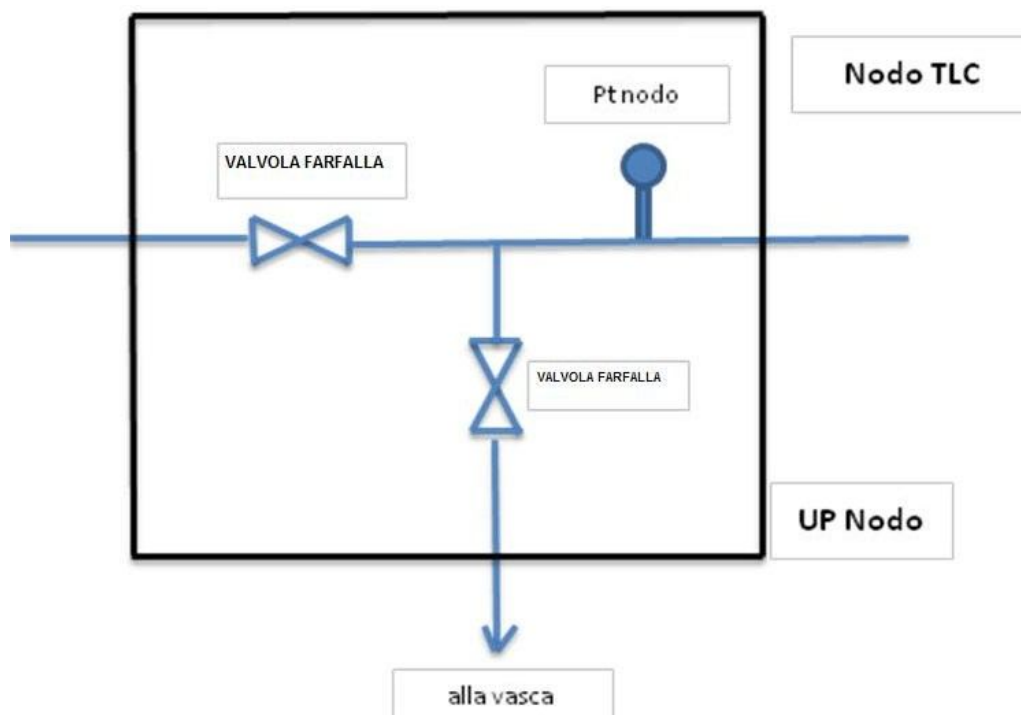 Nodo TLC
Pt nodo
VALVOLA FARFALLA
VALVOLA FARFALLA
UP Nodo
alla vasca